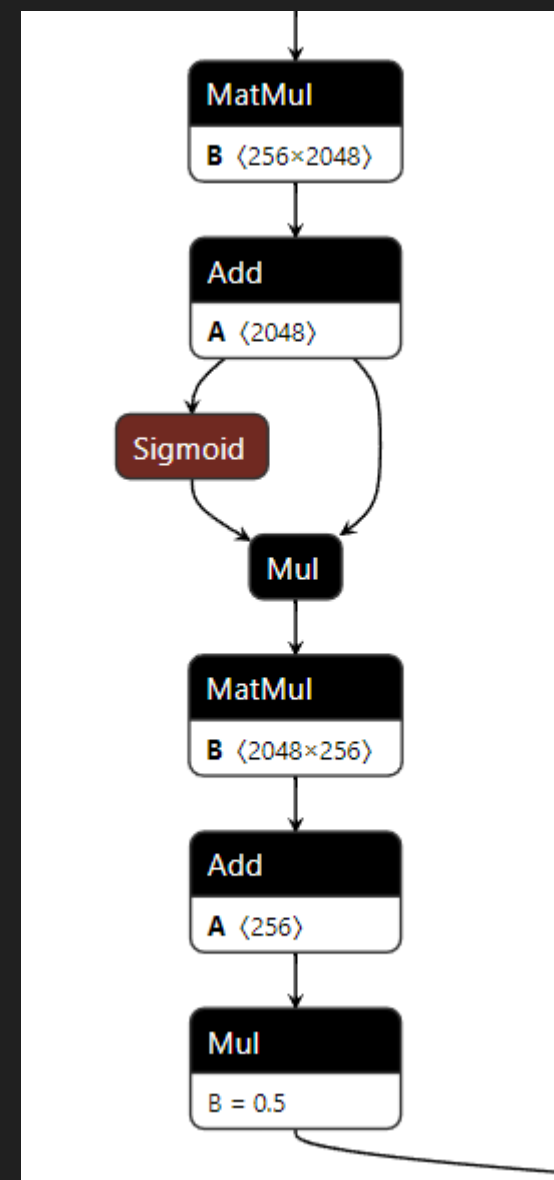 MatMul
B 〈256×2048〉
Add
A 〈2048〉
Sigmoid
Mul
MatMul
B 〈2048×256〉
Add
A 〈256〉
Mul
B = 0.5